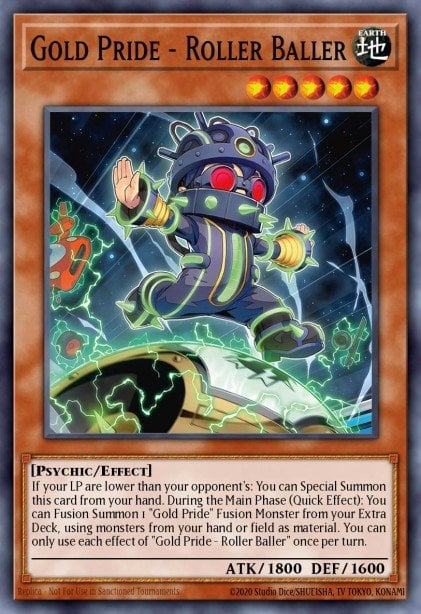 Gold Pride - Roller Baller
EARTH
地
[Psychic/Effect]
If your LP are lower than your opponent's: You can Special Summon
this card from your hand. During the Main Phase (Quick Effect): You
can Fusion Summon 1 "Gold Pride" Fusion Monster from your Extra
Deck, using monsters from your hand or field as material. You can
only use each effect of "Gold Pride - Roller Baller" once per turn.
ATK/1800 DEF/1600
Replica - Not For Use in Sanctioned Tournaments
©2020 Studio Dice/SHUEISHA, TV TOKYO, KONAMI